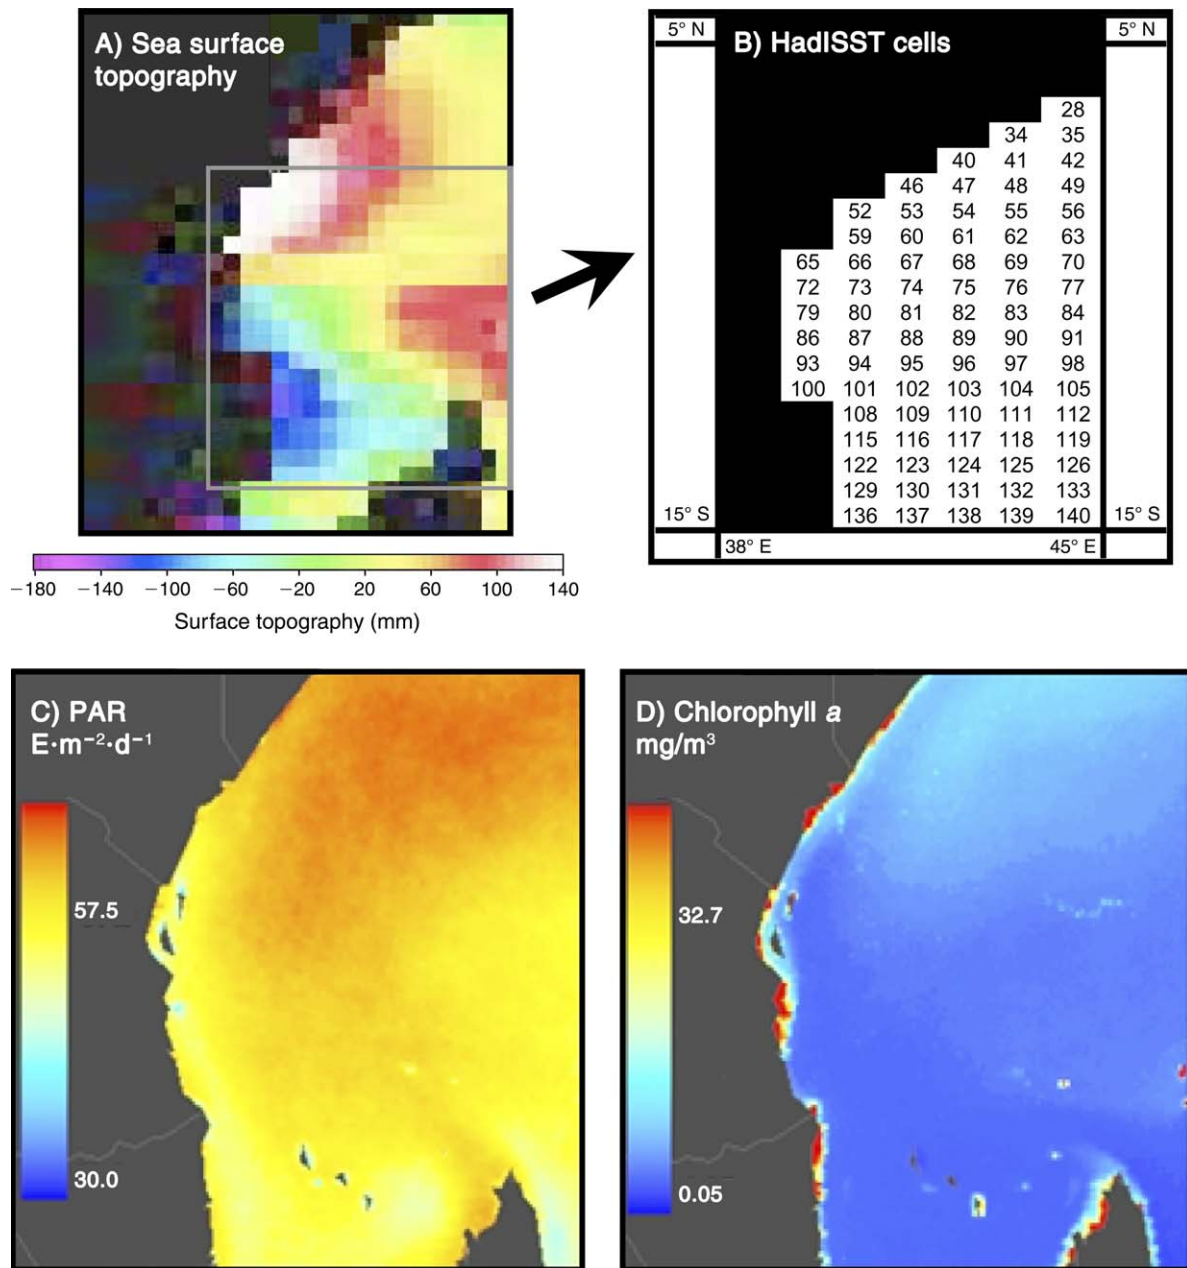 A) Sea surface
topography
−180 −140 −100 −60 −20 20 60 100 140
Surface topography (mm)
B) HadISST cells
5° N 5° N
28
34 35
40 41 42
46 47 48 49
52 53 54 55 56
59 60 61 62 63
65 66 67 68 69 70
72 73 74 75 76 77
79 80 81 82 83 84
86 87 88 89 90 91
93 94 95 96 97 98
100 101 102 103 104 105
108 109 110 111 112
115 116 117 118 119
122 123 124 125 126
129 130 131 132 133
15° S 136 137 138 139 140 15° S
38° E 45° E
C) PAR
E·m⁻²·d⁻¹
57.5
30.0
D) Chlorophyll a
mg/m³
32.7
0.05